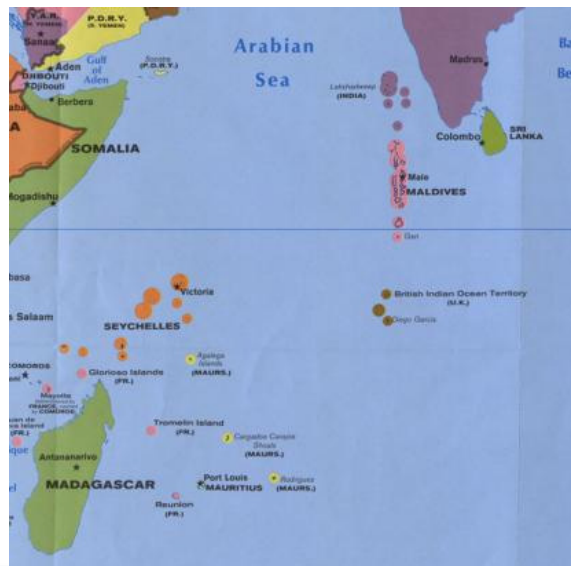 Y.A.R.
(N. YEMEN)
Sanaa
P.D.R.Y.
(S. YEMEN)
Aden
Gulf
of
Aden
Socotra
(P.D.R.Y.)
DJIBOUTI
Djibouti
Berbera
SOMALIA
Mogadishu
Arabian
Sea
Lakshadweep
(INDIA)
Madras
Colombo
SRI
LANKA
Male
MALDIVES
Gan
British Indian Ocean Territory
(U.K.)
Diego Garcia
Victoria
SEYCHELLES
s Salaam
COMOROS
Glorioso Islands
(FR.)
Agalega
Islands
(MAURS.)
Mayotte
Tromelin Island
(FR.)
Cargados Carajos
Shoals
(MAURS.)
Antananarivo
MADAGASCAR
Port Louis
MAURITIUS
Rodrigues
(MAURS.)
Reunion
(FR.)